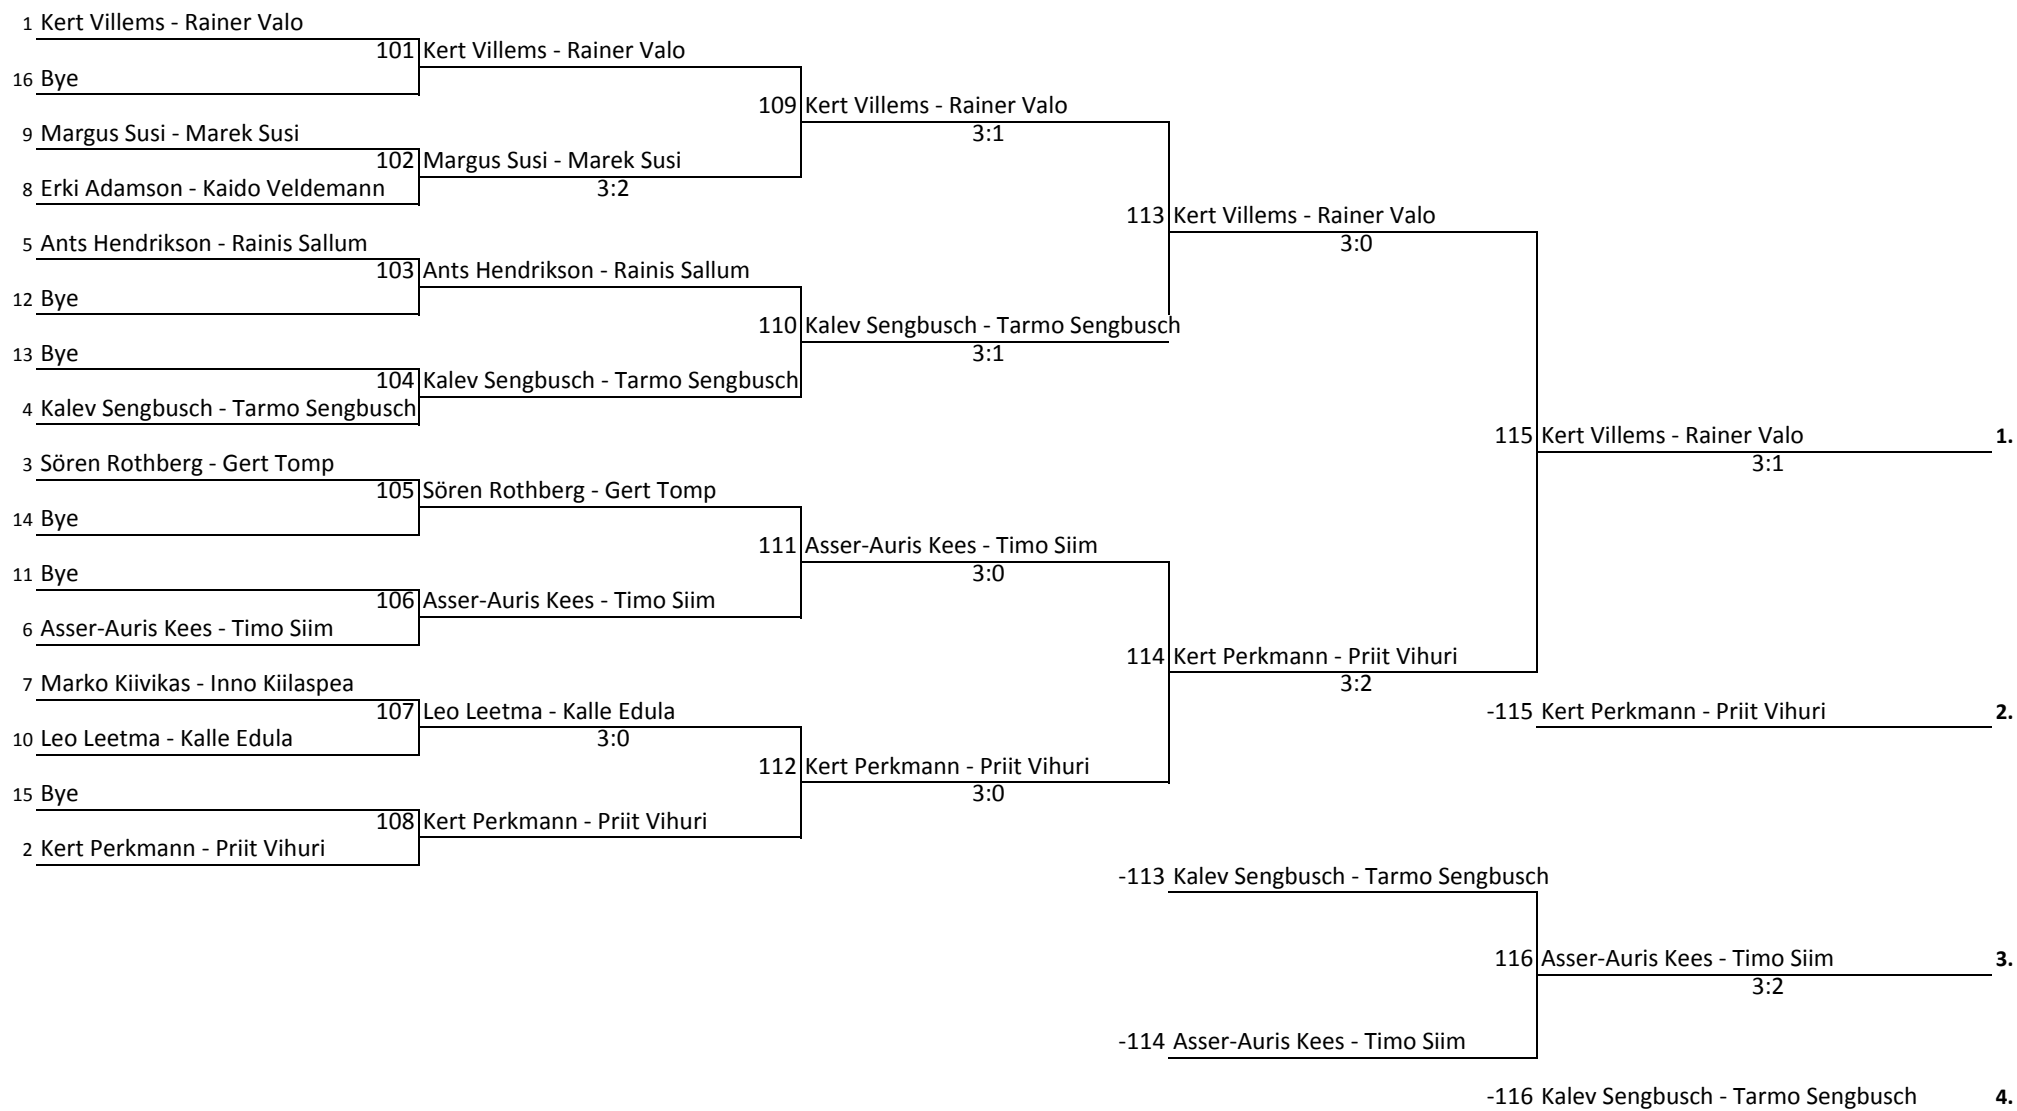 1 Kert Villems - Rainer Valo
101 Kert Villems - Rainer Valo
16 Bye
109 Kert Villems - Rainer Valo
3:1
9 Margus Susi - Marek Susi
102 Margus Susi - Marek Susi
3:2
8 Erki Adamson - Kaido Veldemann
113 Kert Villems - Rainer Valo
3:0
5 Ants Hendrikson - Rainis Sallum
103 Ants Hendrikson - Rainis Sallum
12 Bye
110 Kalev Sengbusch - Tarmo Sengbusch
3:1
13 Bye
104 Kalev Sengbusch - Tarmo Sengbusch
4 Kalev Sengbusch - Tarmo Sengbusch
115 Kert Villems - Rainer Valo 1.
3:1
3 Sören Rothberg - Gert Tomp
105 Sören Rothberg - Gert Tomp
14 Bye
111 Asser-Auris Kees - Timo Siim
3:0
11 Bye
106 Asser-Auris Kees - Timo Siim
6 Asser-Auris Kees - Timo Siim
114 Kert Perkmann - Priit Vihuri
3:2
7 Marko Kiivikas - Inno Kiilaspea
107 Leo Leetma - Kalle Edula
3:0
-115 Kert Perkmann - Priit Vihuri 2.
10 Leo Leetma - Kalle Edula
112 Kert Perkmann - Priit Vihuri
3:0
15 Bye
108 Kert Perkmann - Priit Vihuri
2 Kert Perkmann - Priit Vihuri
-113 Kalev Sengbusch - Tarmo Sengbusch
116 Asser-Auris Kees - Timo Siim 3.
3:2
-114 Asser-Auris Kees - Timo Siim
-116 Kalev Sengbusch - Tarmo Sengbusch 4.